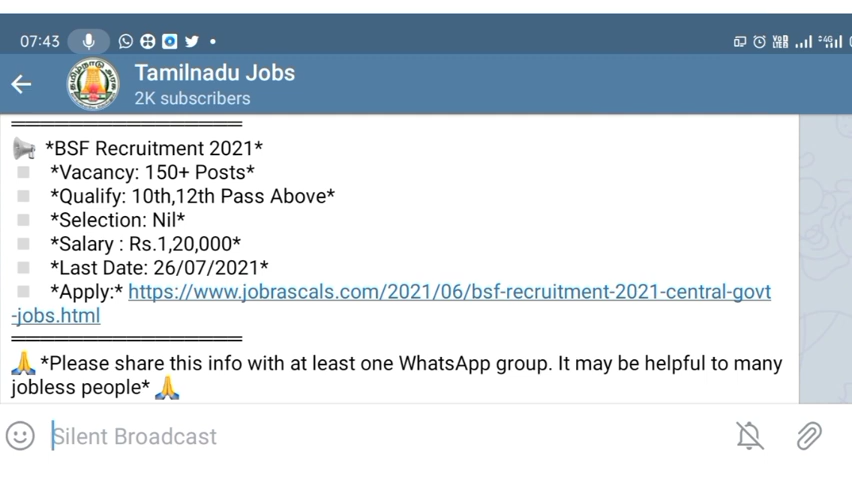 07:43
Tamilnadu Jobs
2K subscribers
*BSF Recruitment 2021*
*Vacancy: 150+ Posts*
*Qualify: 10th,12th Pass Above*
*Selection: Nil*
*Salary : Rs.1,20,000*
*Last Date: 26/07/2021*
*Apply:* https://www.jobrascals.com/2021/06/bsf-recruitment-2021-central-govt
-jobs.html
*Please share this info with at least one WhatsApp group. It may be helpful to many
jobless people*
Silent Broadcast